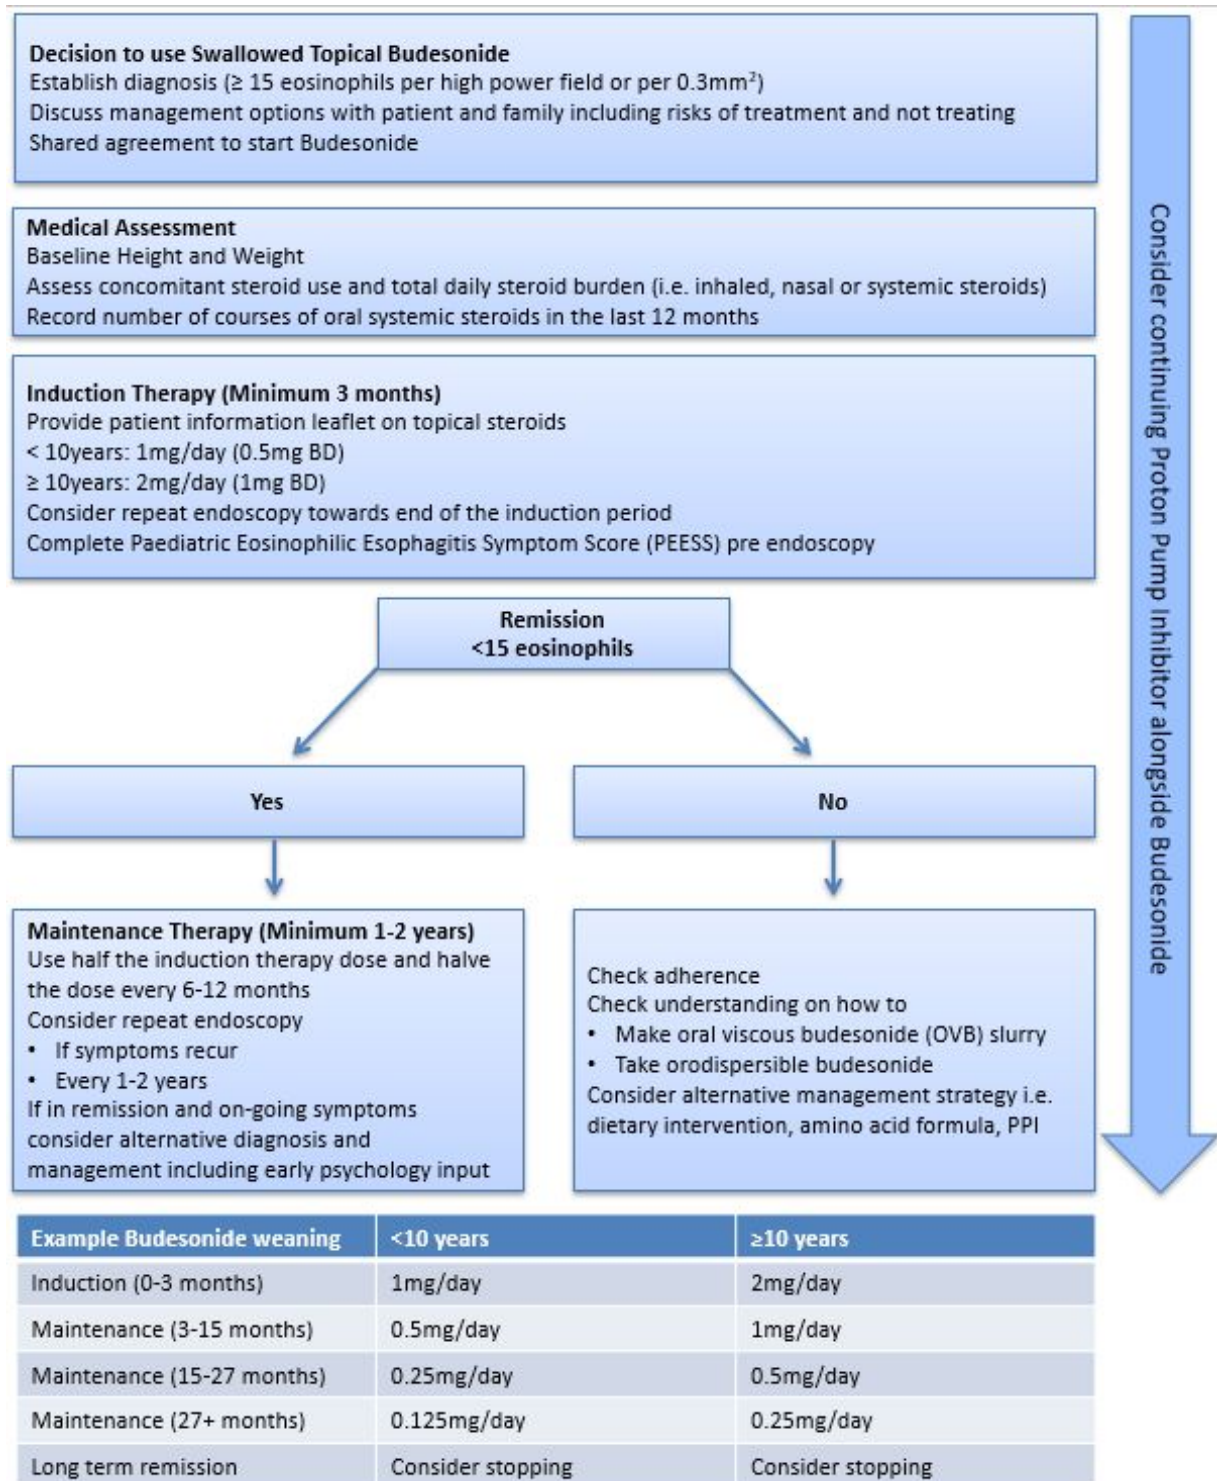 Decision to use Swallowed Topical Budesonide
Establish diagnosis (≥ 15 eosinophils per high power field or per 0.3mm²)
Discuss management options with patient and family including risks of treatment and not treating
Shared agreement to start Budesonide
Medical Assessment
Baseline Height and Weight
Assess concomitant steroid use and total daily steroid burden (i.e. inhaled, nasal or systemic steroids)
Record number of courses of oral systemic steroids in the last 12 months
Induction Therapy (Minimum 3 months)
Provide patient information leaflet on topical steroids
< 10years: 1mg/day (0.5mg BD)
≥ 10years: 2mg/day (1mg BD)
Consider repeat endoscopy towards end of the induction period
Complete Paediatric Eosinophilic Esophagitis Symptom Score (PEESS) pre endoscopy
Remission
<15 eosinophils
Yes
No
Maintenance Therapy (Minimum 1-2 years)
Use half the induction therapy dose and halve
the dose every 6-12 months
Consider repeat endoscopy
• If symptoms recur
• Every 1-2 years
If in remission and on-going symptoms
consider alternative diagnosis and
management including early psychology input
Check adherence
Check understanding on how to
• Make oral viscous budesonide (OVB) slurry
• Take orodispersible budesonide
Consider alternative management strategy i.e.
dietary intervention, amino acid formula, PPI
Consider continuing Proton Pump Inhibitor alongside Budesonide
Example Budesonide weaning <10 years ≥10 years
Induction (0-3 months) 1mg/day 2mg/day
Maintenance (3-15 months) 0.5mg/day 1mg/day
Maintenance (15-27 months) 0.25mg/day 0.5mg/day
Maintenance (27+ months) 0.125mg/day 0.25mg/day
Long term remission Consider stopping Consider stopping